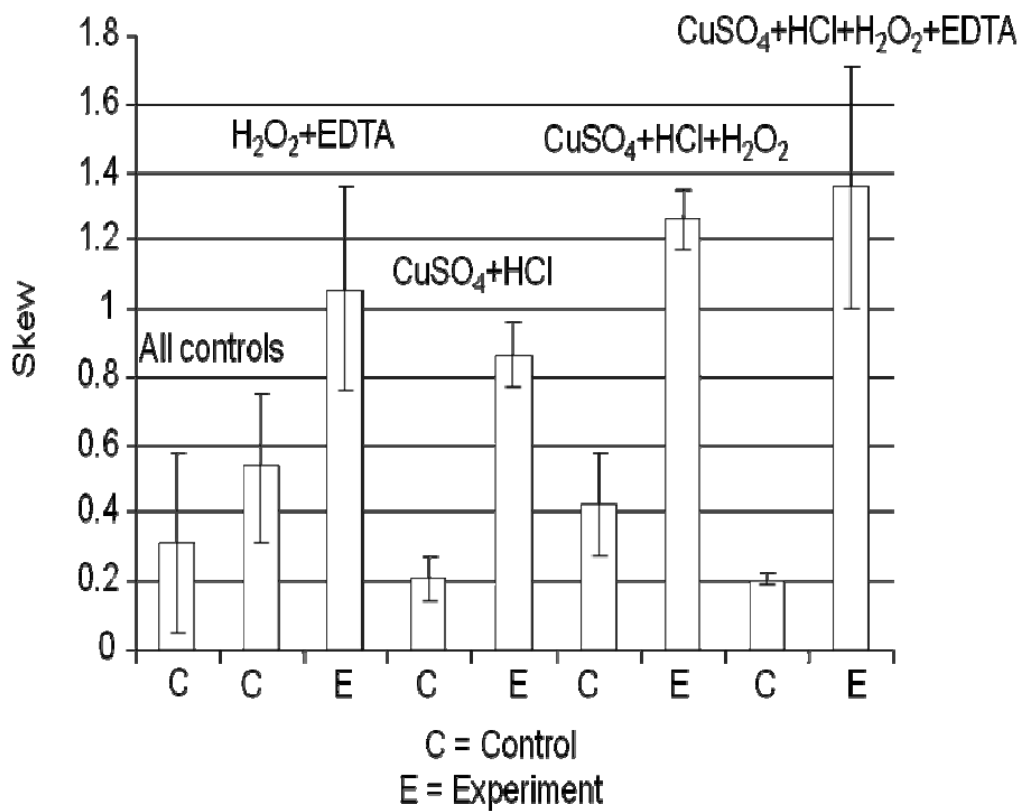 CuSO₄+HCl+H₂O₂+EDTA
H₂O₂+EDTA
CuSO₄+HCl+H₂O₂
CuSO₄+HCl
All controls
Skew
1.8
1.6
1.4
1.2
1
0.8
0.6
0.4
0.2
0
C C E C E C E C E
C = Control
E = Experiment